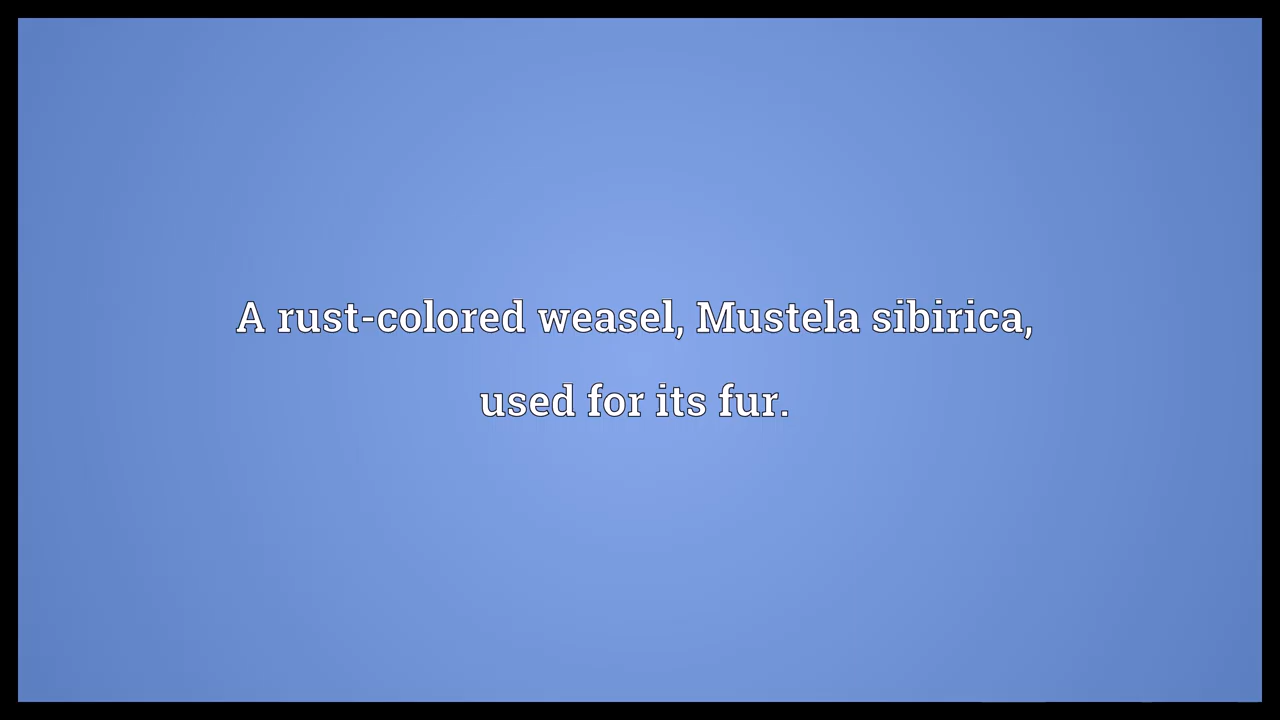 A rust-colored weasel, Mustela sibirica,
used for its fur.